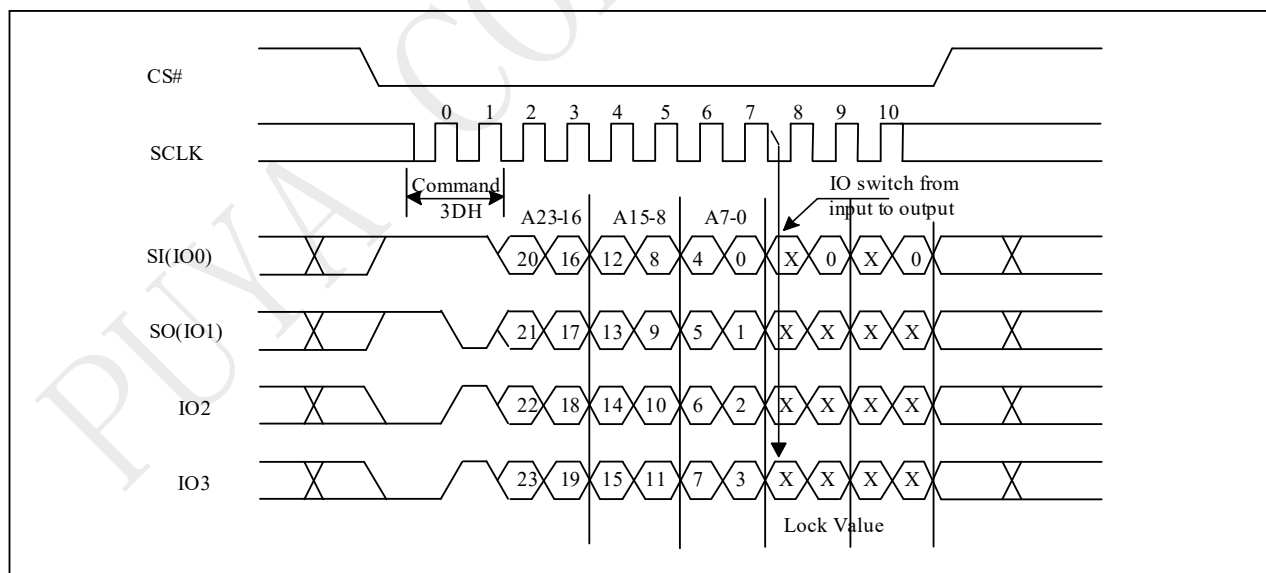 PUYA CO
CS#
0 1 2 3 4 5 6 7 8 9 10
SCLK
Command
3DH
IO switch from
input to output
A23-16 A15-8 A7-0
SI(IO0) 20 16 12 8 4 0 X 0 X 0
SO(IO1) 21 17 13 9 5 1 X X X X
IO2 22 18 14 10 6 2 X X X X
IO3 23 19 15 11 7 3 X X X X
Lock Value